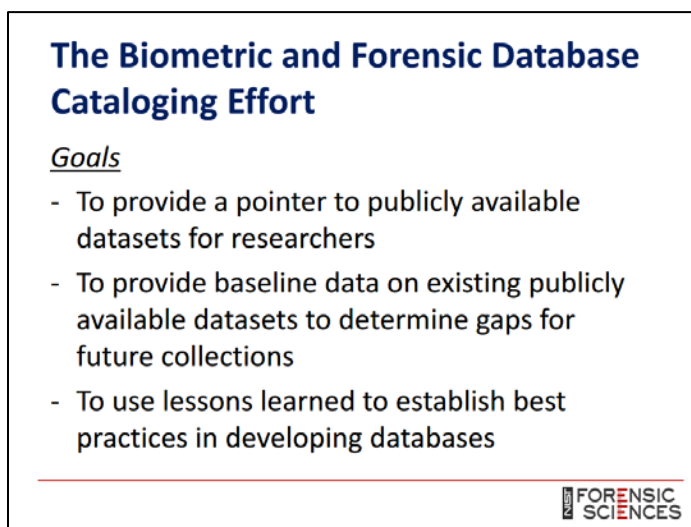 The Biometric and Forensic Database
Cataloging Effort
Goals
- To provide a pointer to publicly available
datasets for researchers
- To provide baseline data on existing publicly
available datasets to determine gaps for
future collections
- To use lessons learned to establish best
practices in developing databases
NIST
FORENSIC
SCIENCES